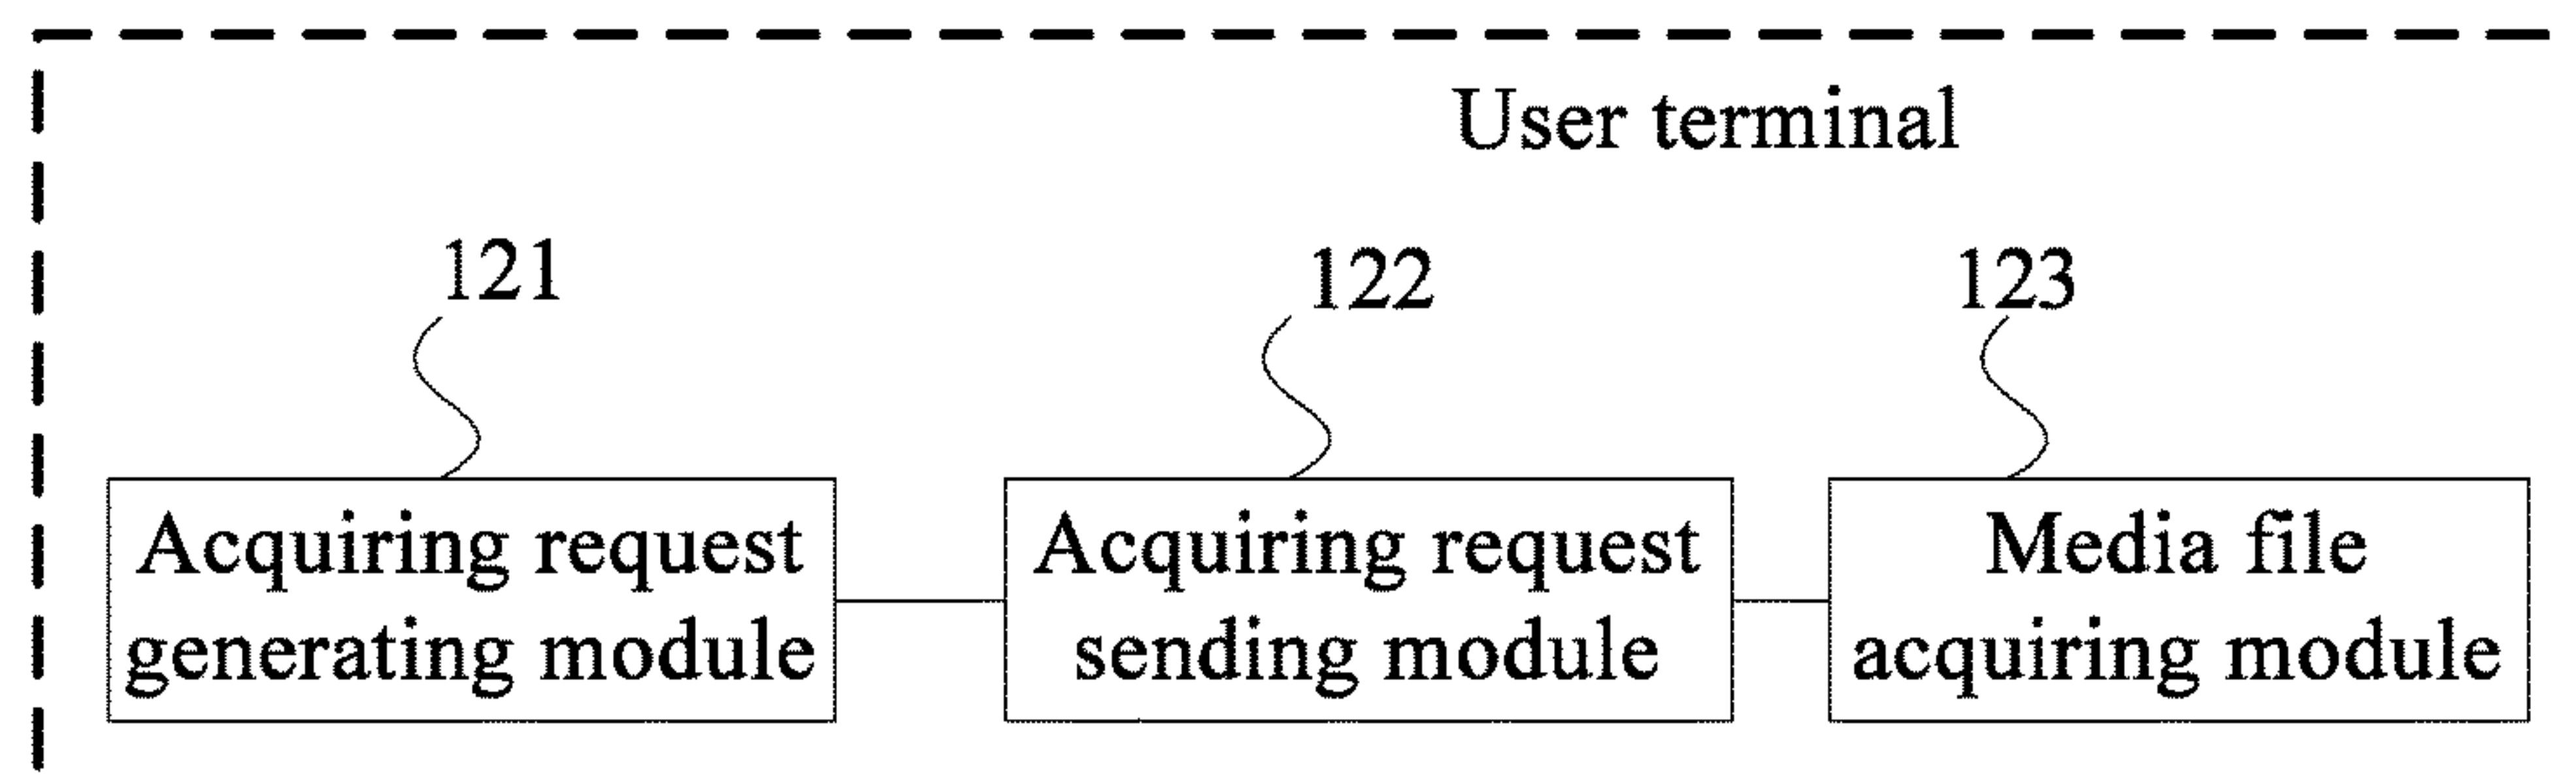 User terminal
121
122
123
Acquiring request
generating module
Acquiring request
sending module
Media file
acquiring module